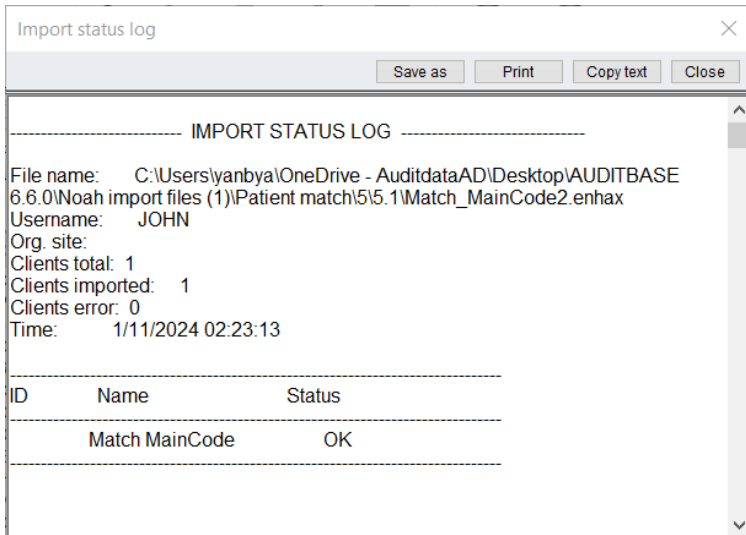 Import status log
Save as Print Copy text Close
---------------------------- IMPORT STATUS LOG ------------------------------
File name: C:\Users\yanbya\OneDrive - AuditdataAD\Desktop\AUDITBASE
6.6.0\Noah import files (1)\Patient match\5\5.1\Match_MainCode2.enhax
Username: JOHN
Org. site:
Clients total: 1
Clients imported: 1
Clients error: 0
Time: 1/11/2024 02:23:13
--------------------------------------------------------------------------------
ID Name Status
--------------------------------------------------------------------------------
Match MainCode OK
--------------------------------------------------------------------------------